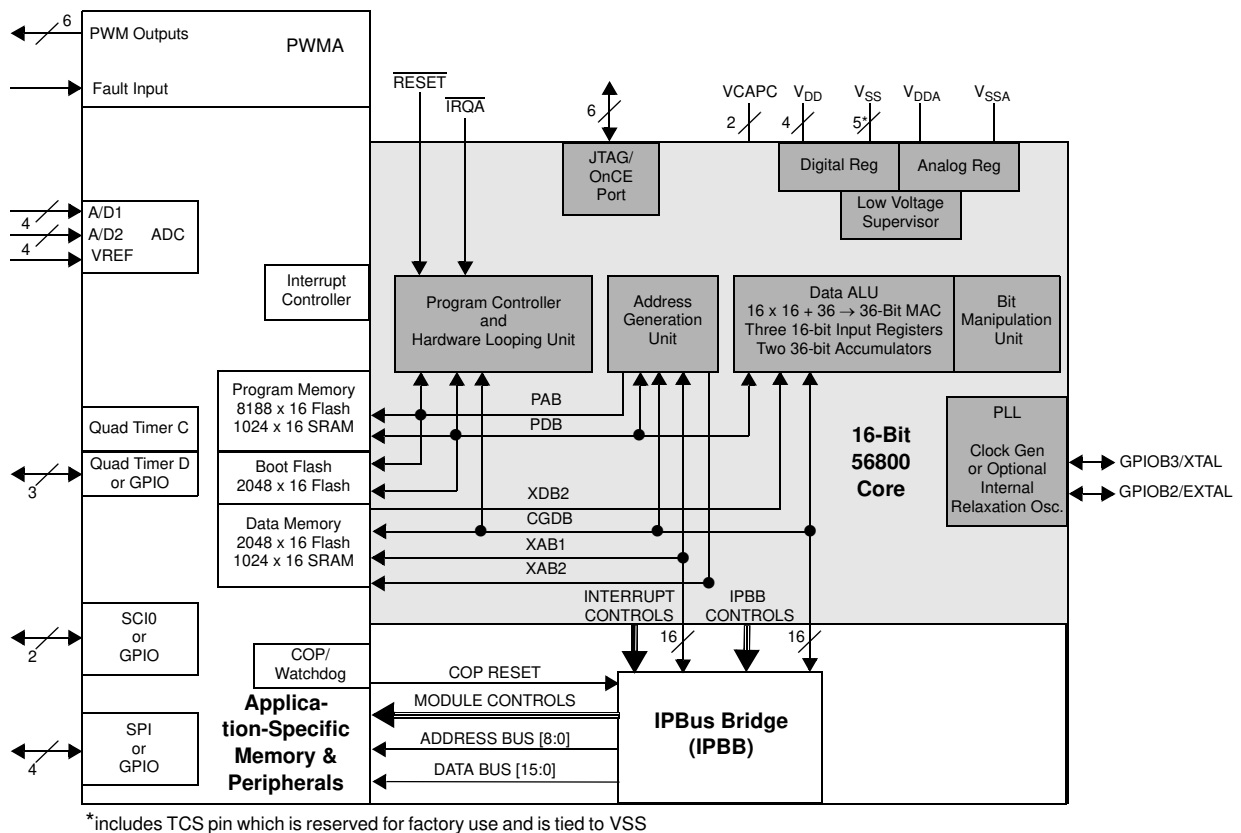 6
PWM Outputs
PWMA
Fault Input
RESET
IRQA
6
VCAPC
VDD
VSS
VDDA
VSSA
2
4
5*
JTAG/
OnCE
Port
Digital Reg
Analog Reg
Low Voltage
Supervisor
A/D1
4
A/D2
ADC
4
VREF
Interrupt
Controller
Program Controller
and
Hardware Looping Unit
Address
Generation
Unit
Data ALU
16 x 16 + 36 → 36-Bit MAC
Three 16-bit Input Registers
Two 36-bit Accumulators
Bit
Manipulation
Unit
Program Memory
8188 x 16 Flash
1024 x 16 SRAM
PAB
PDB
Quad Timer C
Quad Timer D
or GPIO
3
Boot Flash
2048 x 16 Flash
XDB2
CGDB
XAB1
XAB2
Data Memory
2048 x 16 Flash
1024 x 16 SRAM
16-Bit
56800
Core
PLL
Clock Gen
or Optional
Internal
Relaxation Osc.
GPIOB3/XTAL
GPIOB2/EXTAL
INTERRUPT
CONTROLS
IPBB
CONTROLS
16
16
SCI0
or
GPIO
2
COP/
Watchdog
COP RESET
MODULE CONTROLS
ADDRESS BUS [8:0]
DATA BUS [15:0]
Applica-
tion-Specific
Memory &
Peripherals
IPBus Bridge
(IPBB)
SPI
or
GPIO
4
*includes TCS pin which is reserved for factory use and is tied to VSS